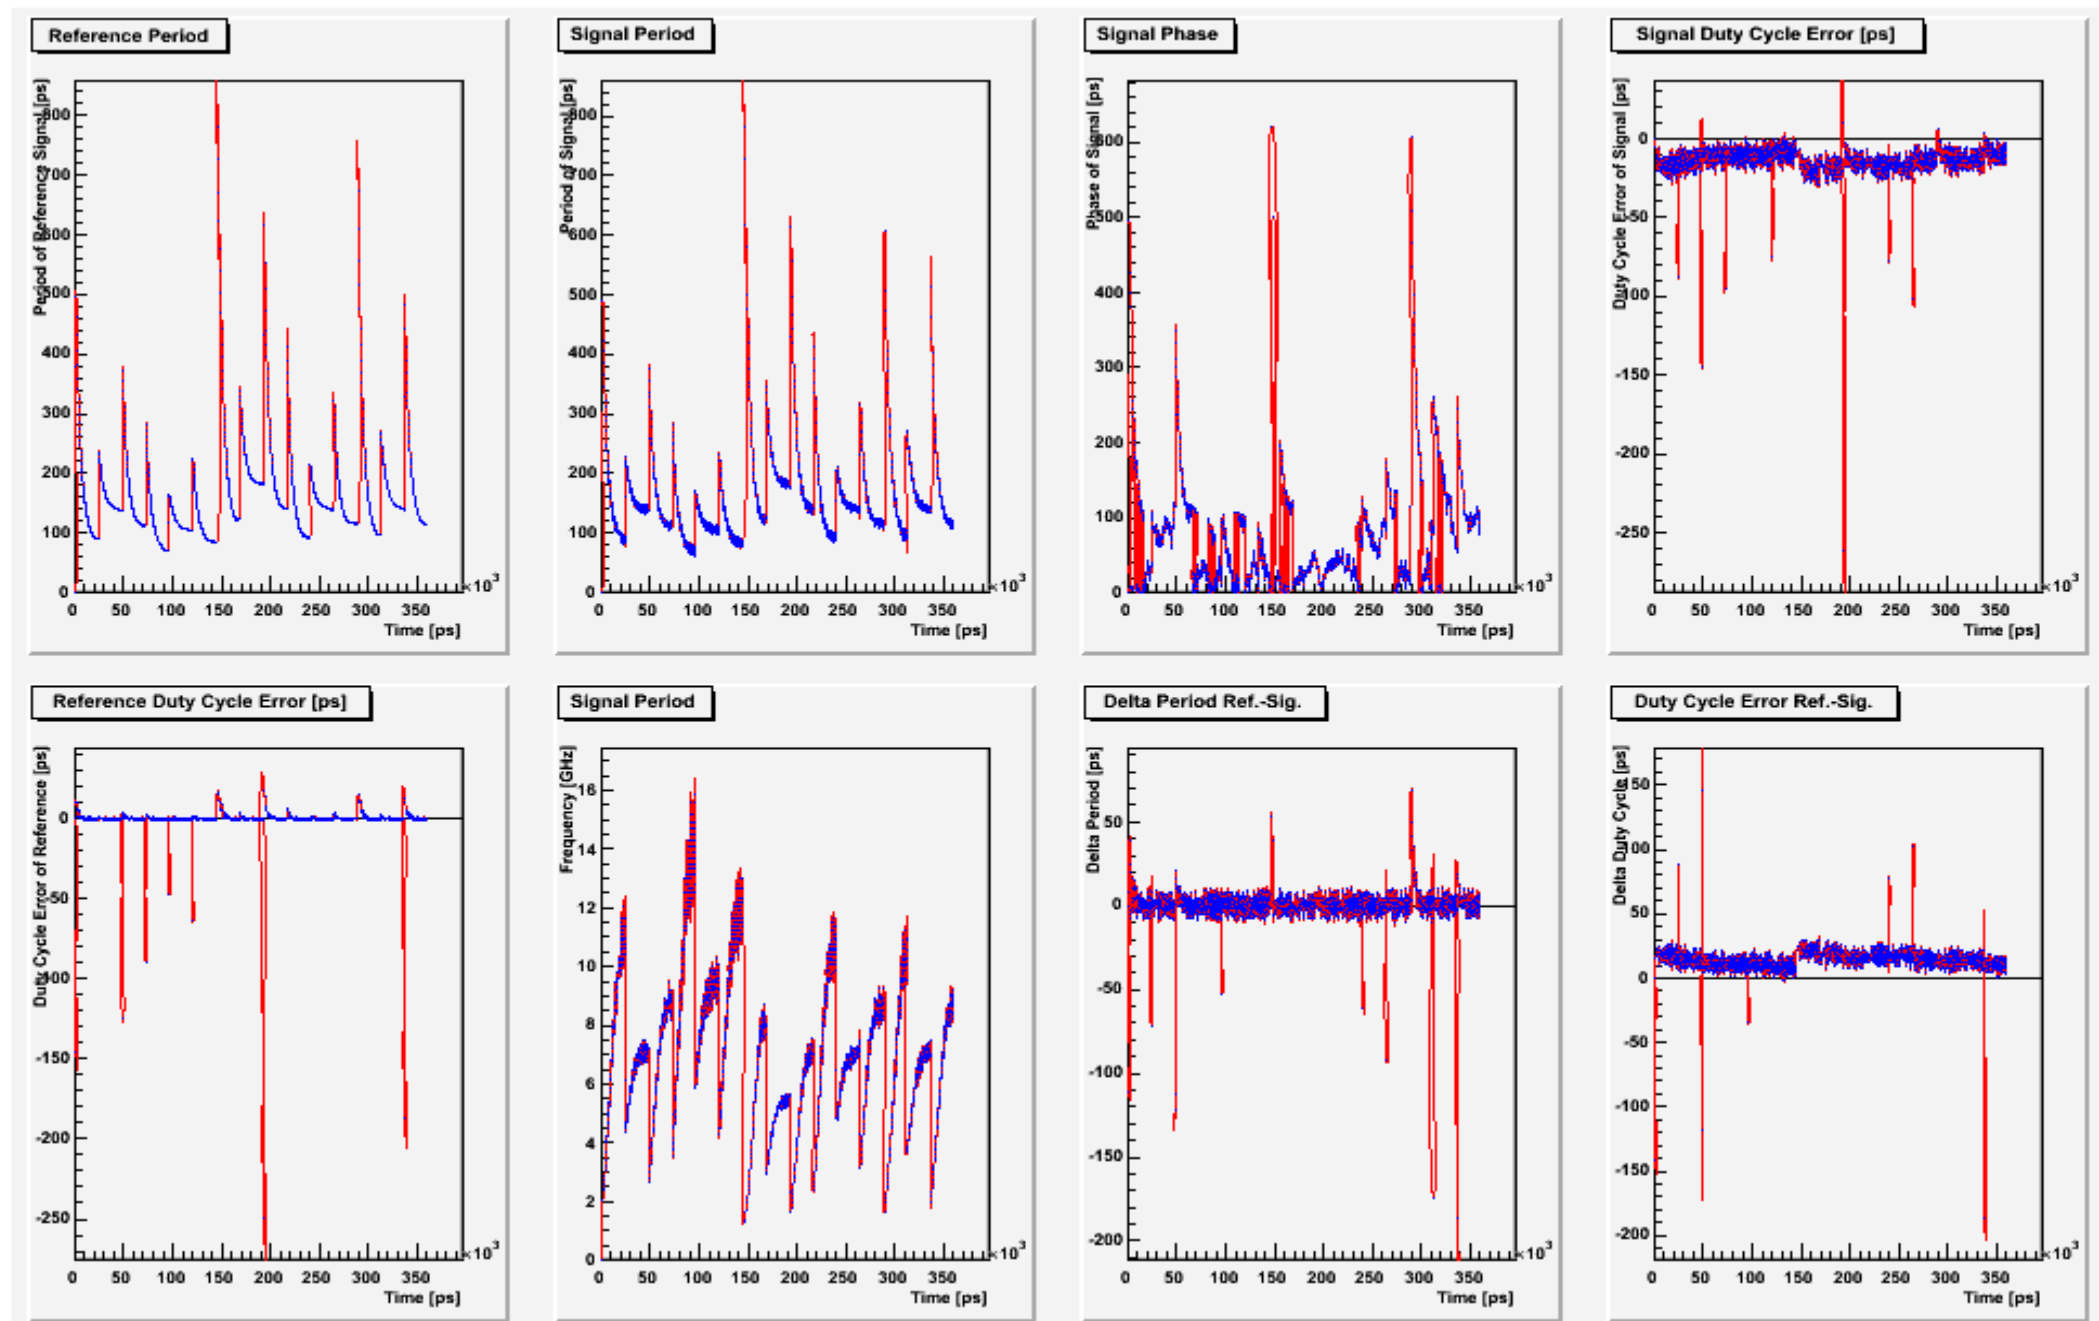 Reference Period
Period of Reference Signal [ps]
800
700
600
500
400
300
200
100
0
0 50 100 150 200 250 300 350
×10³
Time [ps]
Signal Period
Period of Signal [ps]
800
700
600
500
400
300
200
100
0
0 50 100 150 200 250 300 350
×10³
Time [ps]
Signal Phase
Phase of Signal [ps]
600
500
400
300
200
100
0
0 50 100 150 200 250 300 350
×10³
Time [ps]
Signal Duty Cycle Error [ps]
Duty Cycle Error of Signal [ps]
0
-50
-100
-150
-200
-250
0 50 100 150 200 250 300 350
×10³
Time [ps]
Reference Duty Cycle Error [ps]
Duty Cycle Error of Reference [ps]
0
-50
-100
-150
-200
-250
0 50 100 150 200 250 300 350
×10³
Time [ps]
Signal Period
Frequency [GHz]
16
14
12
10
8
6
4
2
0
0 50 100 150 200 250 300 350
×10³
Time [ps]
Delta Period Ref.-Sig.
Delta Period [ps]
50
0
-50
-100
-150
-200
0 50 100 150 200 250 300 350
×10³
Time [ps]
Duty Cycle Error Ref.-Sig.
Delta Duty Cycle [ps]
150
100
50
0
-50
-100
-150
-200
0 50 100 150 200 250 300 350
×10³
Time [ps]